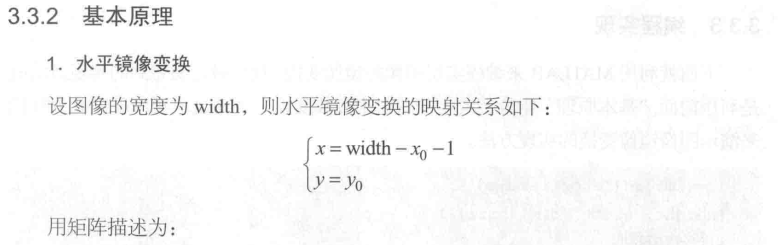 3.3.2 基本原理
1. 水平镜像变换
设图像的宽度为 width，则水平镜像变换的映射关系如下：
x = width − x₀ −1
y = y₀
用矩阵描述为：